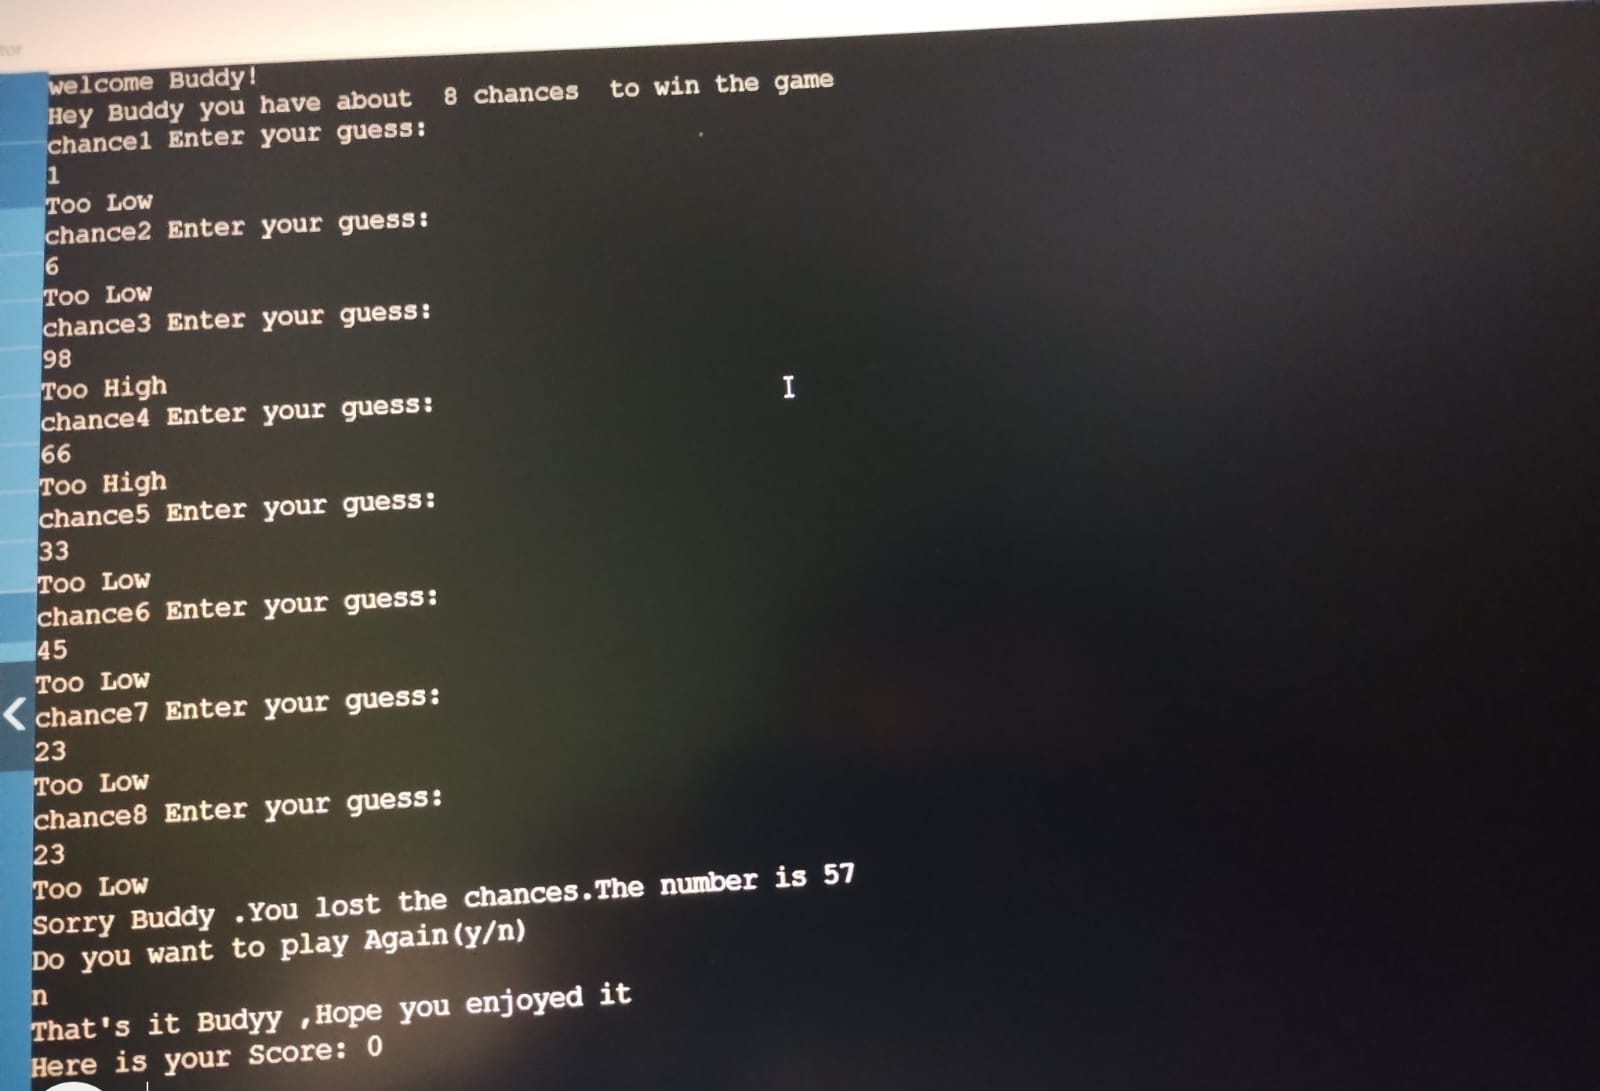 welcome Buddy!
Hey Buddy you have about  8 chances  to win the game
chance1 Enter your guess:
1
Too Low
chance2 Enter your guess:
6
Too Low
chance3 Enter your guess:
98
Too High
chance4 Enter your guess:
66
Too High
chance5 Enter your guess:
33
Too Low
chance6 Enter your guess:
45
Too Low
chance7 Enter your guess:
23
Too Low
chance8 Enter your guess:
23
Too Low
Sorry Buddy .You lost the chances.The number is 57
Do you want to play Again(y/n)
n
That's it Budyy ,Hope you enjoyed it
Here is your Score: 0